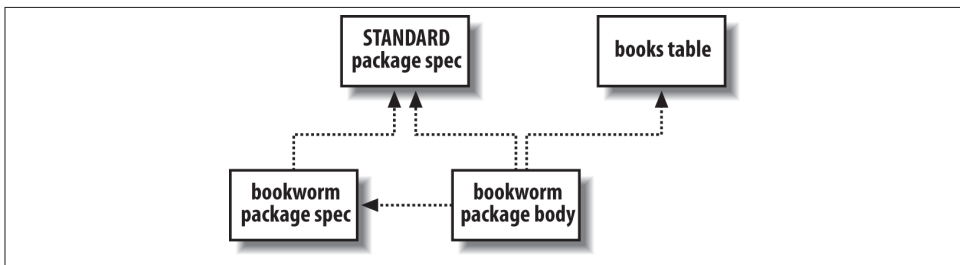 STANDARD
package spec
books table
bookworm
package spec
bookworm
package body